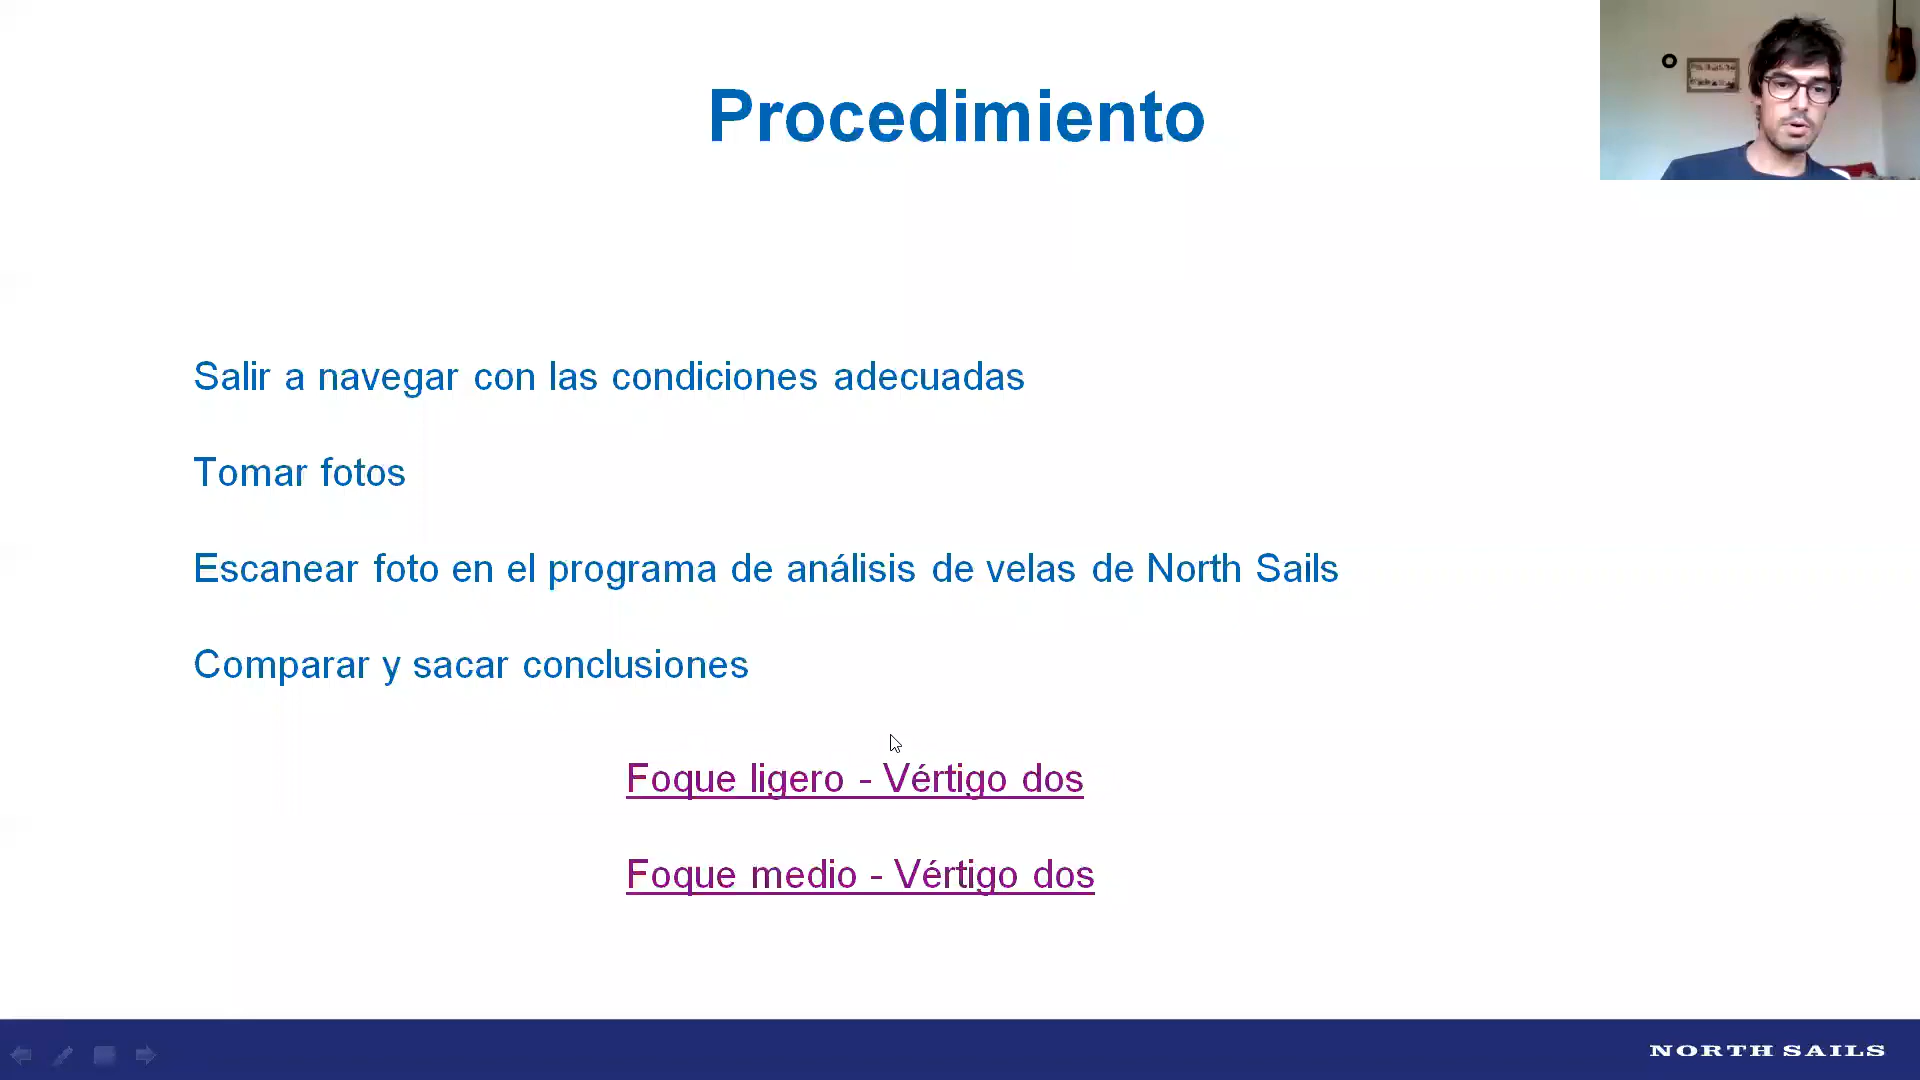 Procedimiento
Salir a navegar con las condiciones adecuadas
Tomar fotos
Escanear foto en el programa de análisis de velas de North Sails
Comparar y sacar conclusiones
Foque ligero - Vértigo dos
Foque medio - Vértigo dos
NORTH SAILS